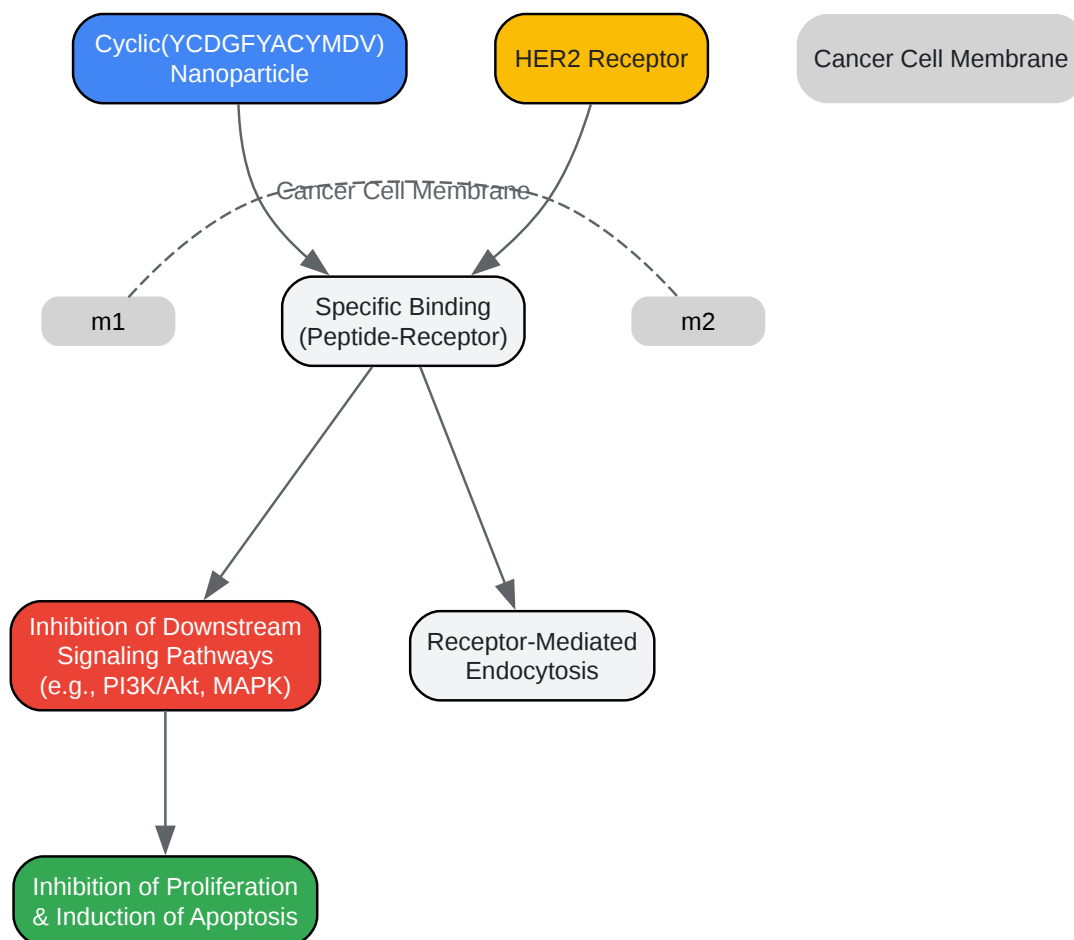 Cyclic(YCDGFYACYMDV)
Nanoparticle
HER2 Receptor
Cancer Cell Membrane
Cancer Cell Membrane
m1
Specific Binding
(Peptide-Receptor)
m2
Inhibition of Downstream
Signaling Pathways
(e.g., PI3K/Akt, MAPK)
Receptor-Mediated
Endocytosis
Inhibition of Proliferation
& Induction of Apoptosis